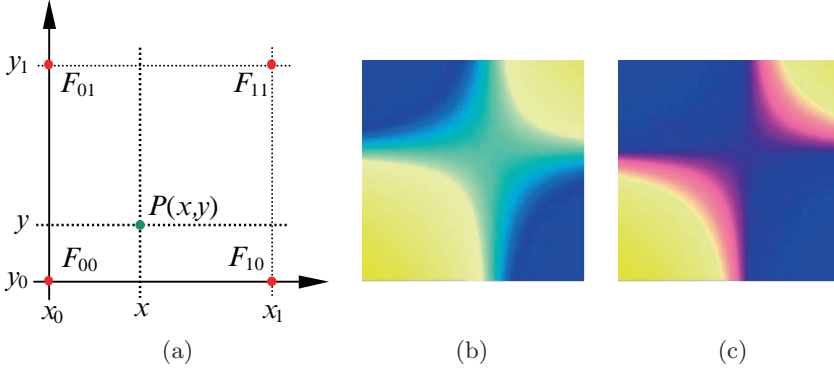 y₁
F₀₁
F₁₁
P(x,y)
y
F₀₀
F₁₀
y₀
x₀
x
x₁
(a)
(b)
(c)